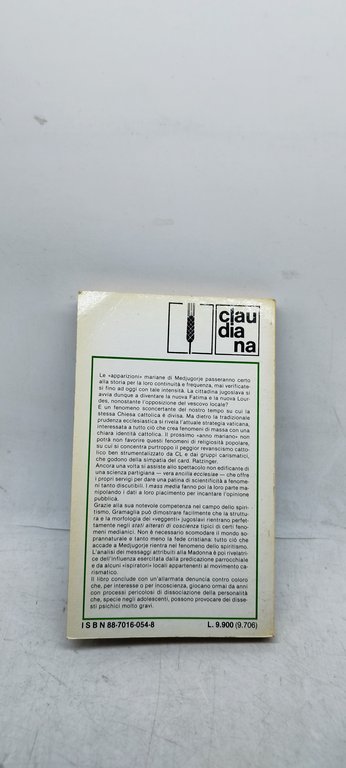 clau
dia
na
Le «apparizioni» mariane di Medjugorje passeranno certo
alla storia per la loro continuità e frequenza, mai verificate-
si fino ad oggi con tale intensità. La cittadina jugoslava si
avvia dunque a diventare la nuova Fatima e la nuova Lour-
des, nonostante l'opposizione del vescovo locale?
È un fenomeno sconcertante del nostro tempo su cui la
stessa Chiesa cattolica è divisa. Ma dietro la tradizionale
prudenza ecclesiastica si rivela l'attuale strategia vaticana,
interessata a tutto ciò che crea fenomeni di massa con una
chiara identità cattolica. Il prossimo «anno mariano» non
potrà non favorire questi fenomeni di religiosità popolare,
su cui si concentra purtroppo il peggior revanscismo catto-
lico ben strumentalizzato da CL e dai gruppi carismatici,
che godono della simpatia del card. Ratzinger.
Ancora una volta si assiste allo spettacolo non edificante di
una scienza partigiana — vera ancilla ecclesiae — che offre
i propri servigi per dare una patina di scientificità a fenome-
ni tanto discutibili. I mass media fanno poi la loro parte ma-
nipolando i dati a loro piacimento per incantare l'opinione
pubblica.
Grazie alla sua notevole competenza nel campo dello spiri-
tismo, Gramaglia può dimostrare facilmente che la struttu-
ra e la morfologia dei «veggenti» jugoslavi rientrano perfet-
tamente negli stati alterati di coscienza tipici di certi feno-
meni medianici. Non è necessario scomodare il mondo so-
prannaturale e tanto meno la fede cristiana: tutto ciò che
accade a Medjugorje rientra nel fenomeno dello spiritismo.
L'analisi dei messaggi attribuiti alla Madonna è poi rivelatri-
ce dell'influenza esercitata dalla predicazione parrocchiale
e da alcuni «ispiratori» locali appartenenti al movimento ca-
rismatico.
Il libro conclude con un'allarmata denuncia contro coloro
che, per interesse o per incoscienza, giocano ormai da anni
con processi pericolosi di dissociazione della personalità
che, specie negli adolescenti, possono provocare dei disse-
sti psichici molto gravi.
ISBN 88-7016-054-8 L. 9.900 (9.706)